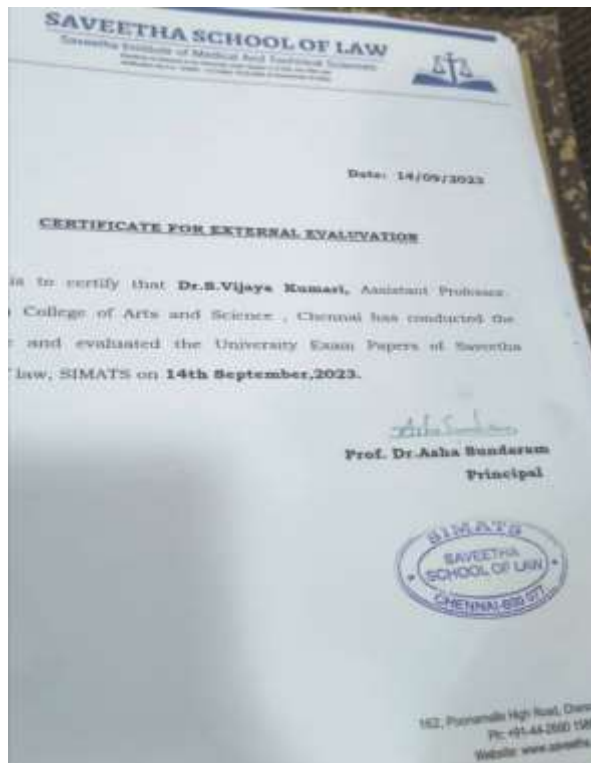 SAVEETHA SCHOOL OF LAW
Saveetha Institute of Medical And Technical Sciences
Date: 14/09/2023
CERTIFICATE FOR EXTERNAL EVALUVATION
is to certify that Dr.S.Vijaya Kumari, Assistant Professor.
College of Arts and Science , Chennai has conducted the
and evaluated the University Exam Papers of Saveetha
law, SIMATS on 14th September,2023.
Prof. Dr.Asha Sundaram
Principal
SIMATS
SAVEETHA
SCHOOL OF LAW
CHENNAI-600 077
162, Poonamalle High Road,
Ph: +91-44-2680
Website: www.saveetha.